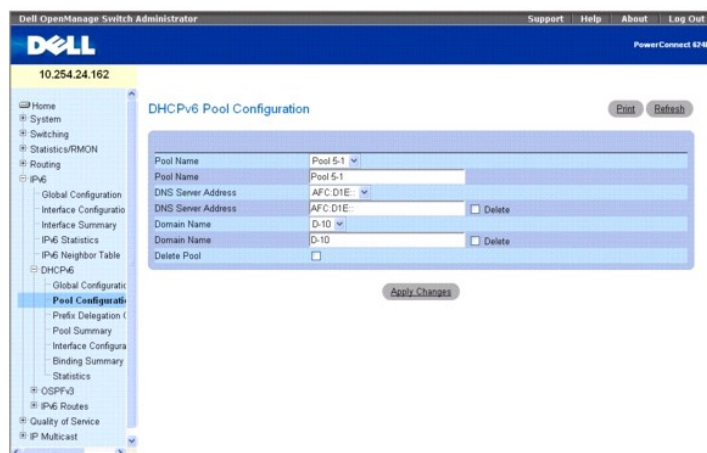 Dell OpenManage Switch Administrator
Support Help About Log Out
DELL
PowerConnect 6248
10.254.24.162
Home
System
Switching
Statistics/RMON
Routing
IPv6
Global Configuration
Interface Configuratio
Interface Summary
IPv6 Statistics
IPv6 Neighbor Table
DHCPv6
Global Configuratic
Pool Configuratio
Prefix Delegation C
Pool Summary
Interface Configura
Binding Summary
Statistics
OSPFv3
IPv6 Routes
Quality of Service
IP Multicast
DHCPv6 Pool Configuration
Print Refresh
Pool Name Pool 5-1
Pool Name Pool 5-1
DNS Server Address AFC:D1E::
DNS Server Address AFC:D1E:: Delete
Domain Name D-10
Domain Name D-10 Delete
Delete Pool
Apply Changes